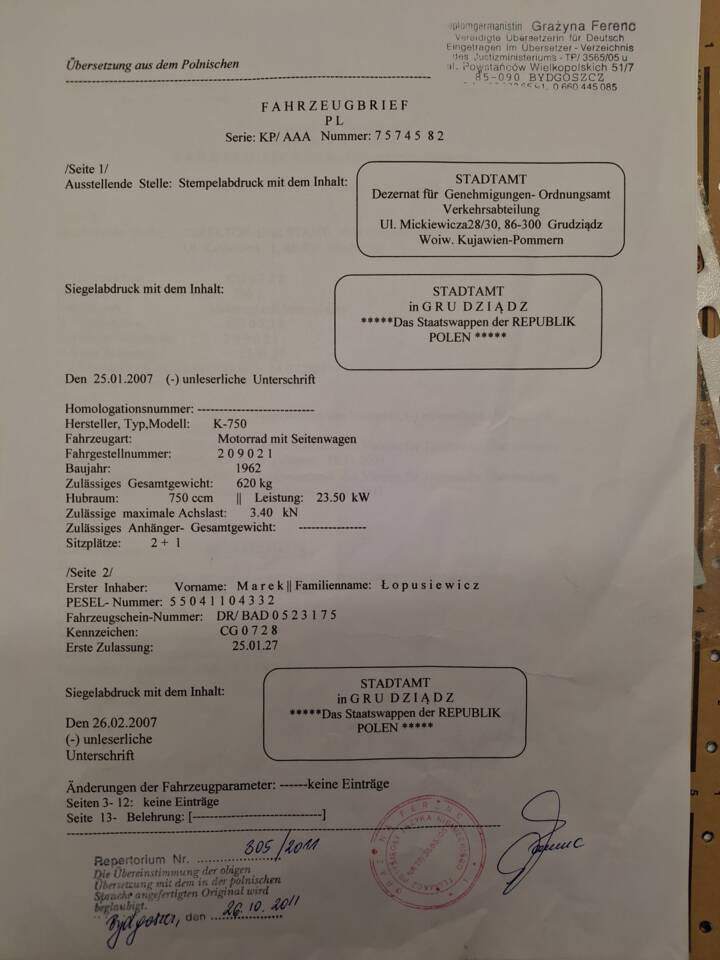 Grażyna Ferenc
Vereidigte Übersetzerin für Deutsch
Eingetragen im Übersetzer - Verzeichnis
des Justizministeriums - TP/ 3565/05 u
Powstańców Wielkopolskich 51/7
85-090 BYDGOSZCZ
0 660 445 085
Übersetzung aus dem Polnischen
FAHRZEUGBRIEF
PL
Serie: KP/ AAA Nummer: 7 5 7 4 5 8 2
/Seite 1/
Ausstellende Stelle: Stempelabdruck mit dem Inhalt:
STADTAMT
Dezernat für Genehmigungen- Ordnungsamt
Verkehrsabteilung
Ul. Mickiewicza28/30, 86-300 Grudziądz
Woiw. Kujawien-Pommern
Siegelabdruck mit dem Inhalt:
STADTAMT
in G R U D Z I Ą D Z
*****Das Staatswappen der REPUBLIK
POLEN *****
Den 25.01.2007 (-) unleserliche Unterschrift
Homologationsnummer: ---------------------------
Hersteller, Typ,Modell: K-750
Fahrzeugart: Motorrad mit Seitenwagen
Fahrgestellnummer: 2 0 9 0 2 1
Baujahr: 1962
Zulässiges Gesamtgewicht: 620 kg
Hubraum: 750 ccm || Leistung: 23.50 kW
Zulässige maximale Achslast: 3.40 kN
Zulässiges Anhänger- Gesamtgewicht: ----------------
Sitzplätze: 2 + 1
/Seite 2/
Erster Inhaber: Vorname: M a r e k || Familienname: Ł o p u s i e w i c z
PESEL- Nummer: 5 5 0 4 1 1 0 4 3 3 2
Fahrzeugschein-Nummer: DR/ BAD 0 5 2 3 1 7 5
Kennzeichen: CG 0 7 2 8
Erste Zulassung: 25.01.27
Siegelabdruck mit dem Inhalt:
STADTAMT
in G R U D Z I Ą D Z
*****Das Staatswappen der REPUBLIK
POLEN *****
Den 26.02.2007
(-) unleserliche
Unterschrift
Änderungen der Fahrzeugparameter: ------keine Einträge
Seiten 3- 12: keine Einträge
Seite 13- Belehrung: [----------------------------]
Repertorium Nr. 305/2011
Die Übereinstimmung der obigen
Übersetzung mit dem in der polnischen
Sprache angefertigten Original wird
beglaubigt.
Bydgoszcz, den 26.10.2011